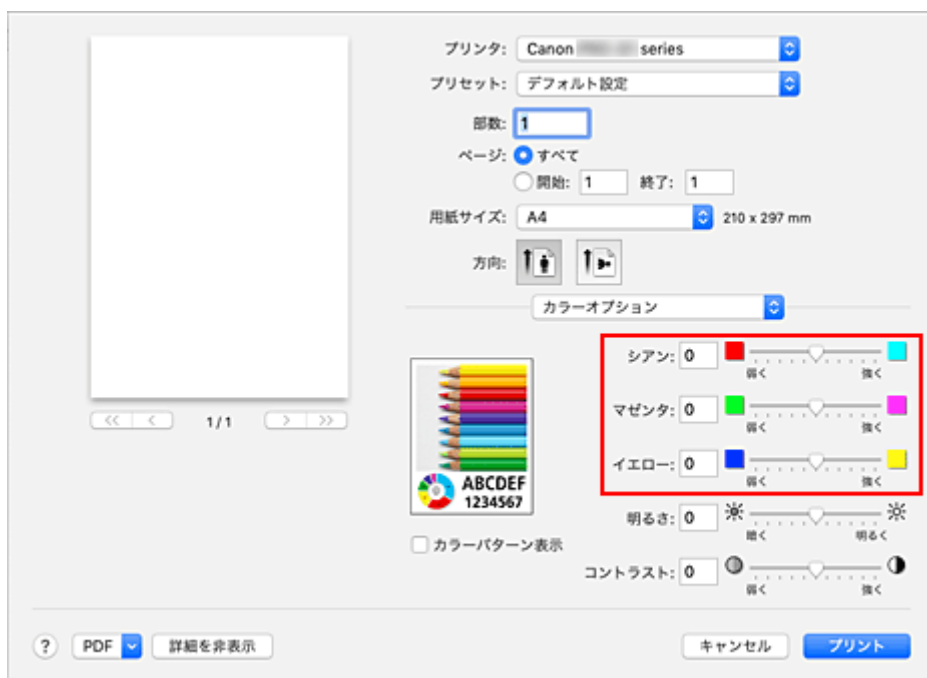 プリンタ: Canon series
プリセット: デフォルト設定
部数: 1
ページ: すべて
開始: 1 終了: 1
用紙サイズ: A4 210 x 297 mm
方向:
カラーオプション
シアン: 0
弱く 強く
マゼンタ: 0
弱く 強く
イエロー: 0
弱く 強く
明るさ: 0
暗く 明るく
コントラスト: 0
弱く 強く
<< < 1/1 > >>
ABCDEF
1234567
カラーパターン表示
? PDF 詳細を非表示 キャンセル プリント